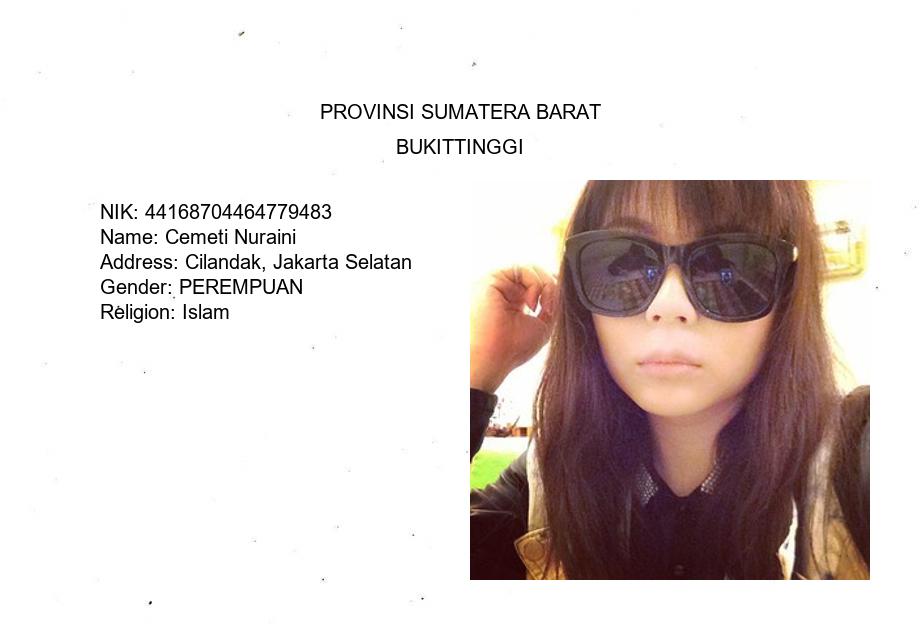 PROVINSI SUMATERA BARAT
BUKITTINGGI
NIK: 44168704464779483
Name: Cemeti Nuraini
Address: Cilandak, Jakarta Selatan
Gender: PEREMPUAN
Religion: Islam